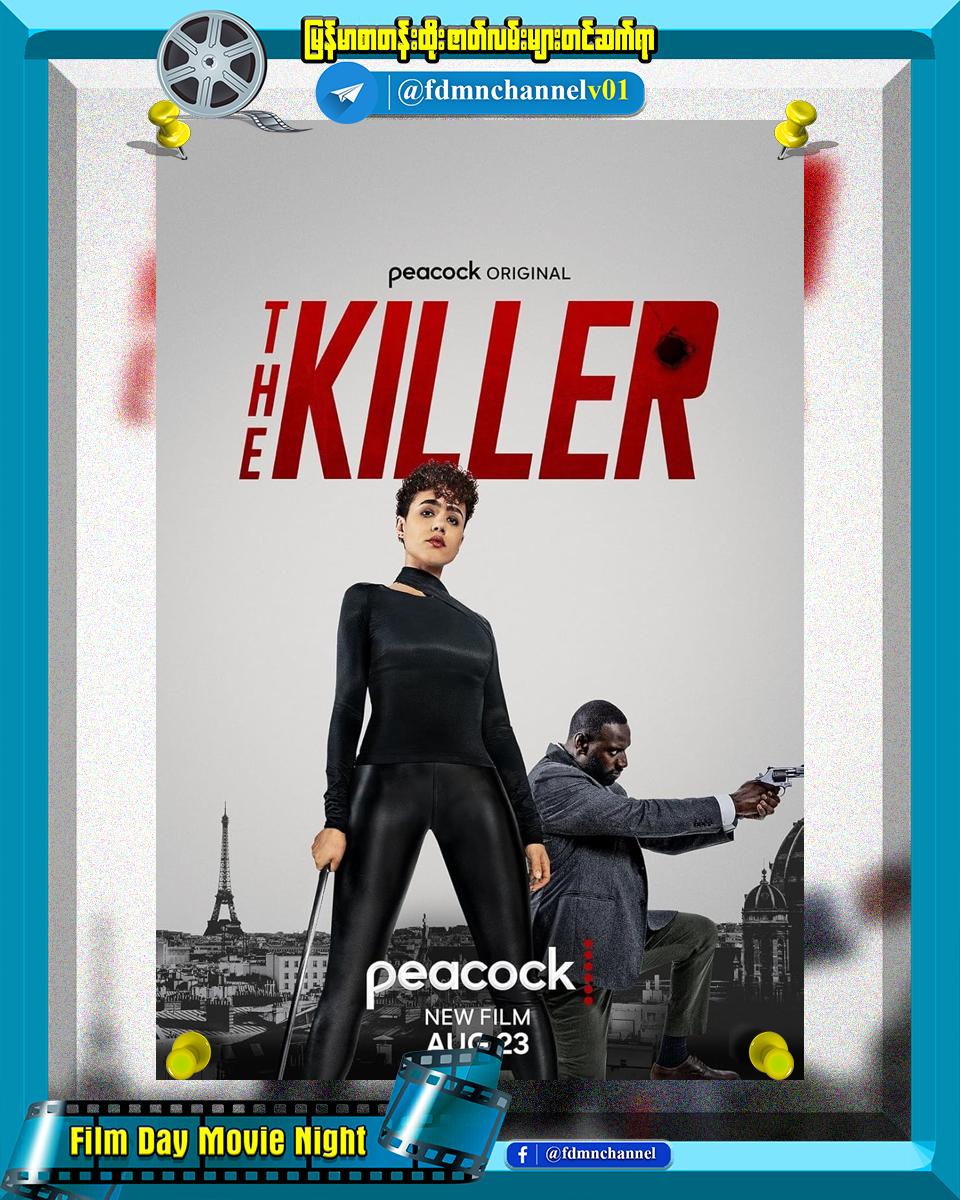 မြန်မာစာတန်းထိုးဇာတ်လမ်းများတင်ဆက်ရာ
@fdmnchannelv01
peacock ORIGINAL
THE KILLER
peacock
NEW FILM
AUG 23
Film Day Movie Night
@fdmnchannel